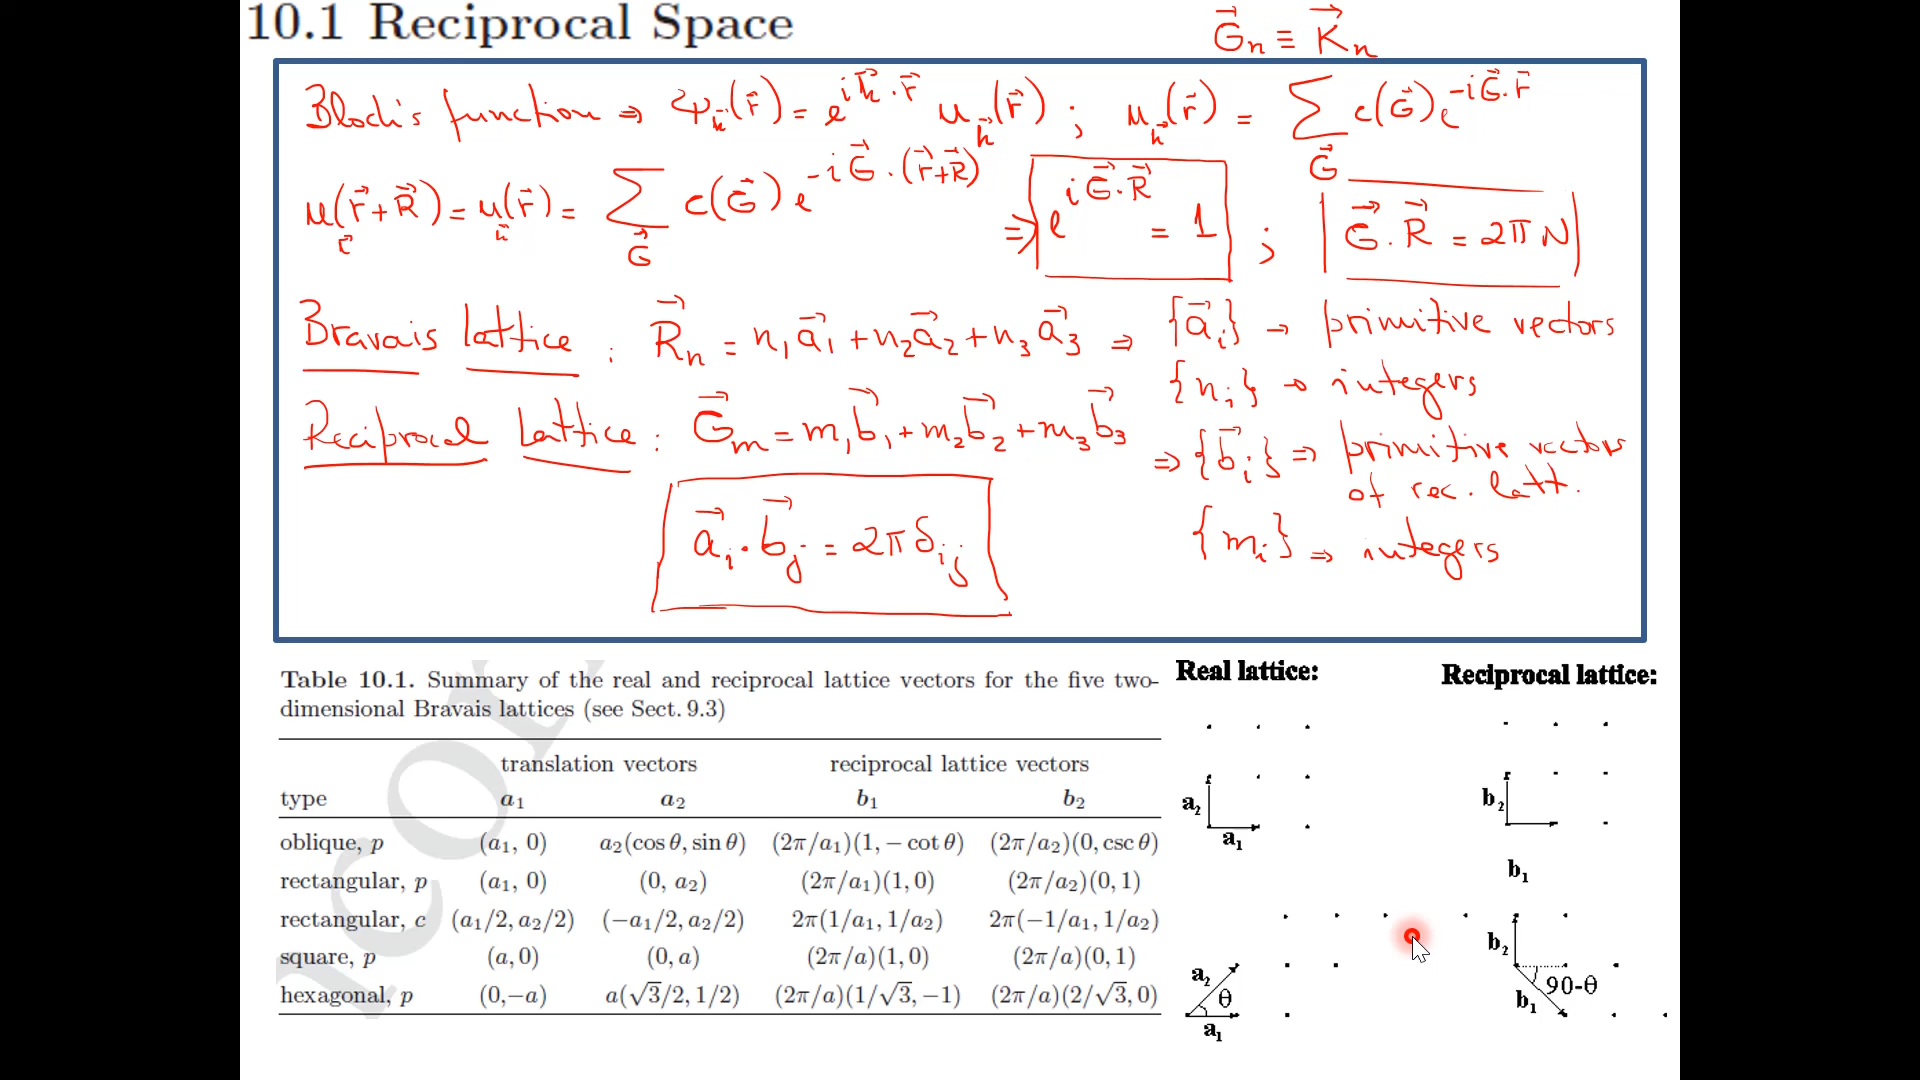 10.1 Reciprocal Space
G⃗n ≡ K⃗n
Bloch's function ⇒ Ψk⃗(r⃗) = e^{ik⃗·r⃗} uk⃗(r⃗) ; uk⃗(r⃗) = Σ_G⃗ c(G⃗) e^{-iG⃗·r⃗}
uk⃗(r⃗+R⃗) = uk⃗(r⃗) = Σ_G⃗ c(G⃗) e^{-iG⃗·(r⃗+R⃗)} ⇒ e^{iG⃗·R⃗} = 1 ; G⃗·R⃗ = 2πN
Bravais lattice : R⃗n = n₁a⃗₁ + n₂a⃗₂ + n₃a⃗₃ ⇒ {a⃗i} → primitive vectors
{ni} → integers
Reciprocal Lattice : G⃗m = m₁b⃗₁ + m₂b⃗₂ + m₃b⃗₃ ⇒ {b⃗i} ⇒ primitive vectors
of rec. latt.
a⃗i · b⃗j = 2πδij
{mi} ⇒ integers
Table 10.1. Summary of the real and reciprocal lattice vectors for the five two-
dimensional Bravais lattices (see Sect. 9.3)
translation vectors reciprocal lattice vectors
type a1 a2 b1 b2
oblique, p (a1, 0) a2(cos θ, sin θ) (2π/a1)(1, − cot θ) (2π/a2)(0, csc θ)
rectangular, p (a1, 0) (0, a2) (2π/a1)(1, 0) (2π/a2)(0, 1)
rectangular, c (a1/2, a2/2) (−a1/2, a2/2) 2π(1/a1, 1/a2) 2π(−1/a1, 1/a2)
square, p (a, 0) (0, a) (2π/a)(1, 0) (2π/a)(0, 1)
hexagonal, p (0,−a) a(√3/2, 1/2) (2π/a)(1/√3, −1) (2π/a)(2/√3, 0)
Real lattice:
Reciprocal lattice:
a2
a1
b2
b1
a2
θ
a1
b2
90-θ
b1